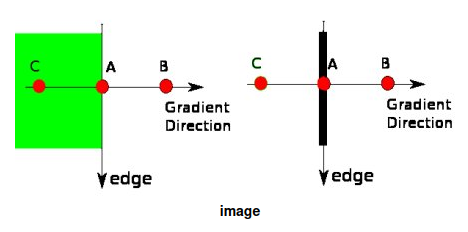 C A B
Gradient
Direction
edge
C A B
Gradient
Direction
edge
image